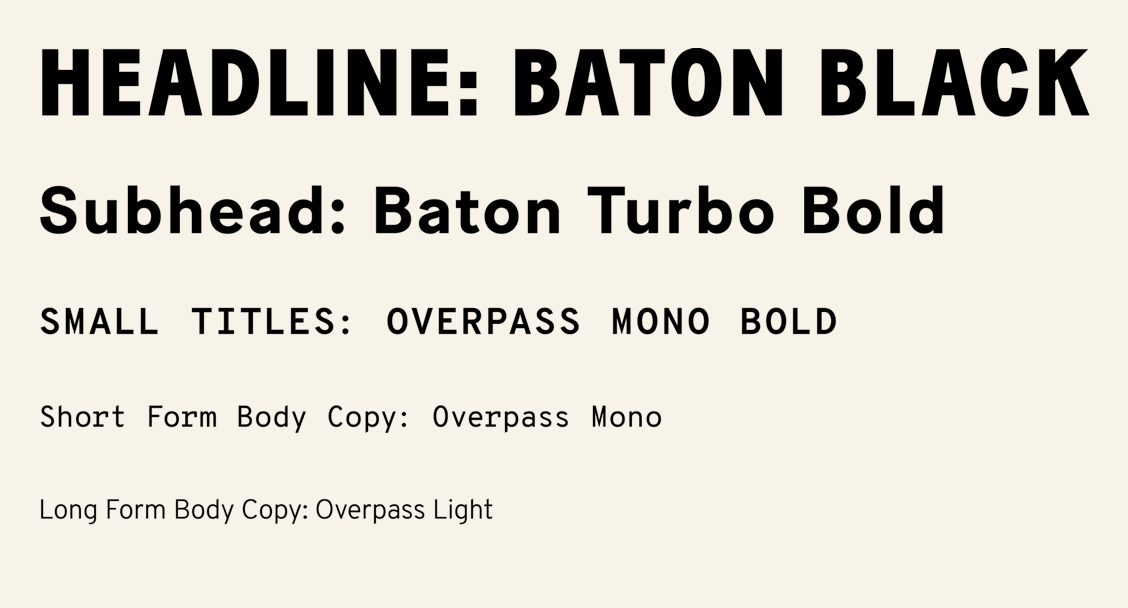 HEADLINE: BATON BLACK
Subhead: Baton Turbo Bold
SMALL TITLES: OVERPASS MONO BOLD
Short Form Body Copy: Overpass Mono
Long Form Body Copy: Overpass Light